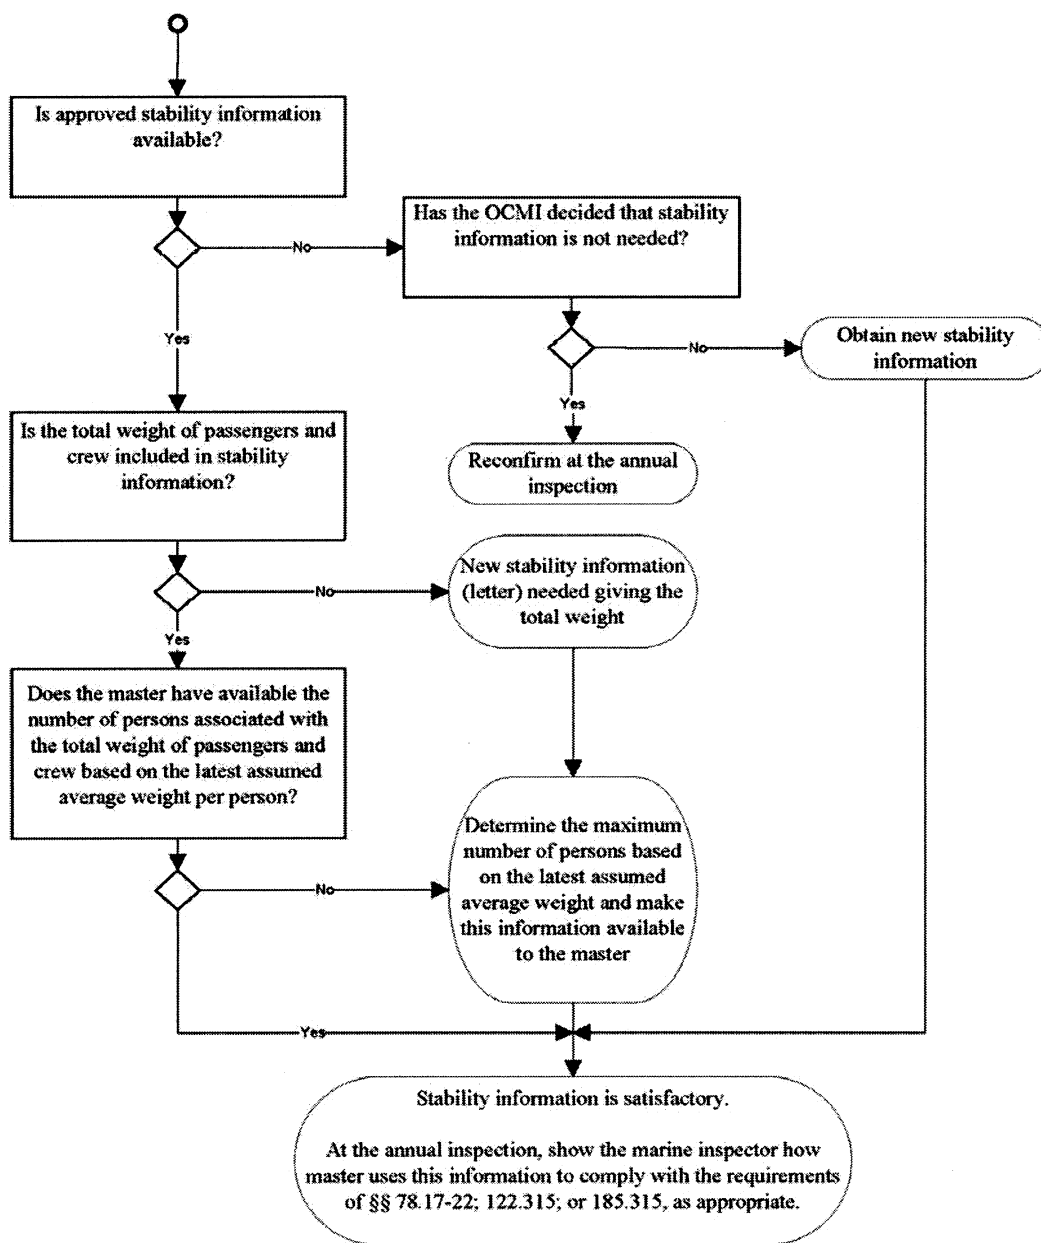 Is approved stability information
available?
Has the OCMI decided that stability
information is not needed?
No
Yes
Obtain new stability
information
No
Yes
Is the total weight of passengers and
crew included in stability
information?
Reconfirm at the annual
inspection
New stability information
(letter) needed giving the
total weight
No
Yes
Does the master have available the
number of persons associated with
the total weight of passengers and
crew based on the latest assumed
average weight per person?
Determine the maximum
number of persons based
on the latest assumed
average weight and make
this information available
to the master
No
Yes
Stability information is satisfactory.
At the annual inspection, show the marine inspector how
master uses this information to comply with the requirements
of §§ 78.17-22; 122.315; or 185.315, as appropriate.